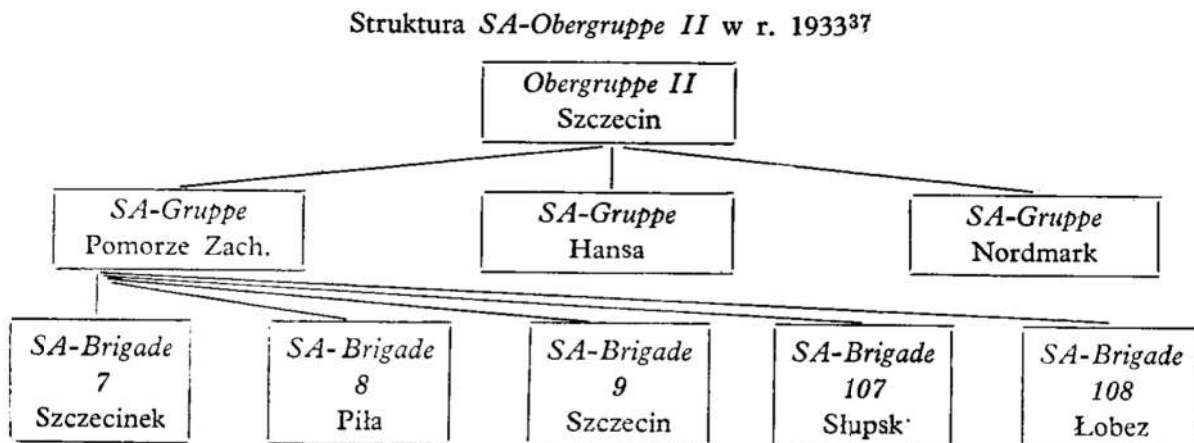 Struktura SA-Obergruppe II w r. 1933³⁷
Obergruppe II
Szczecin
SA-Gruppe
Pomorze Zach.
SA-Gruppe
Hansa
SA-Gruppe
Nordmark
SA-Brigade
7
Szczecinek
SA-Brigade
8
Piła
SA-Brigade
9
Szczecin
SA-Brigade
107
Słupsk
SA-Brigade
108
Łobez